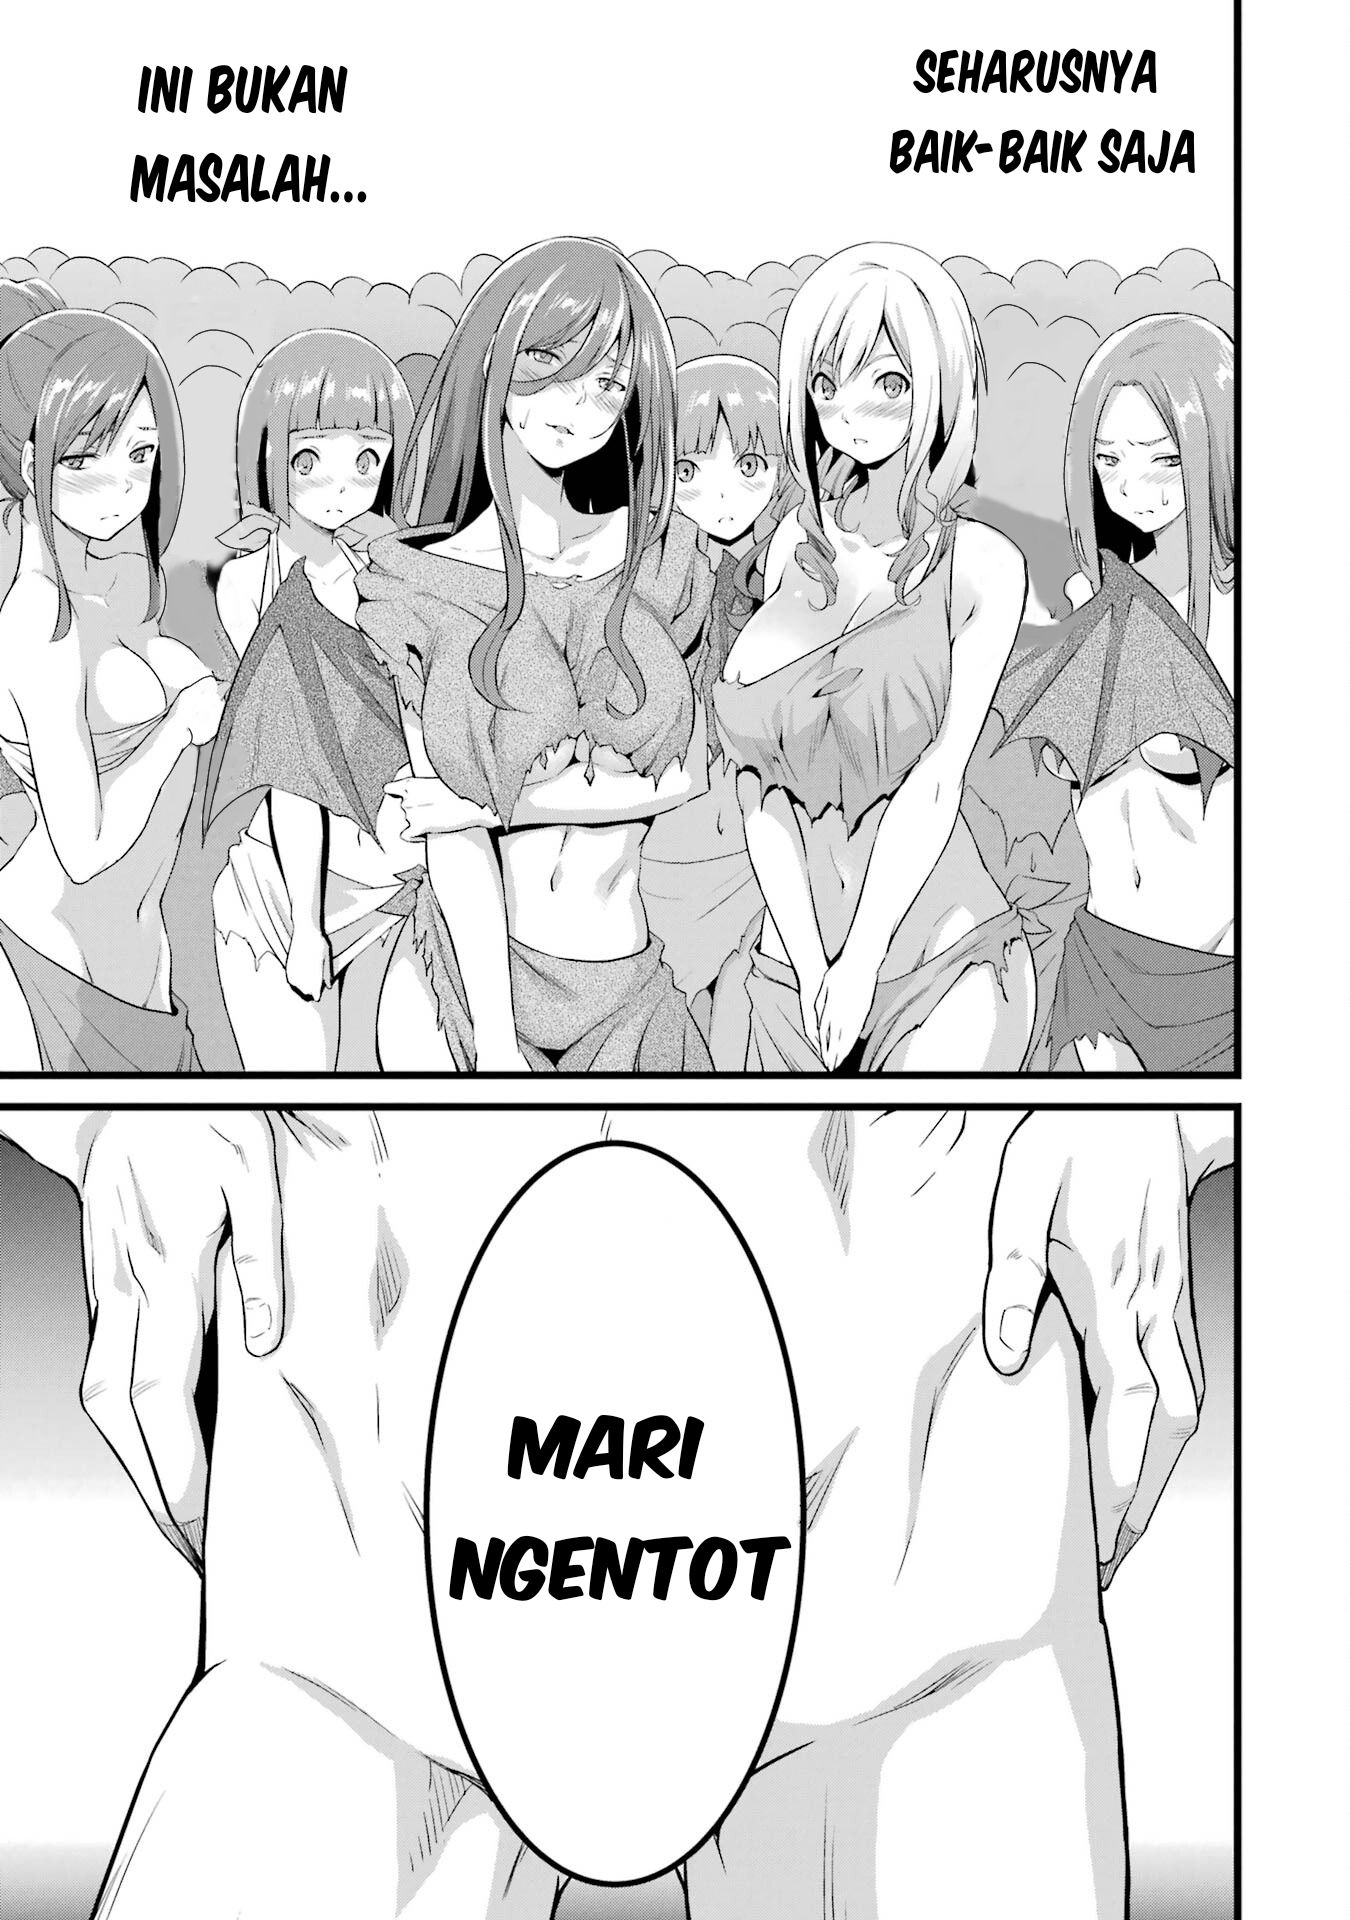 SEHARUSNYA
BAIK-BAIK SAJA
INI BUKAN
MASALAH...
MARI
NGENTOT